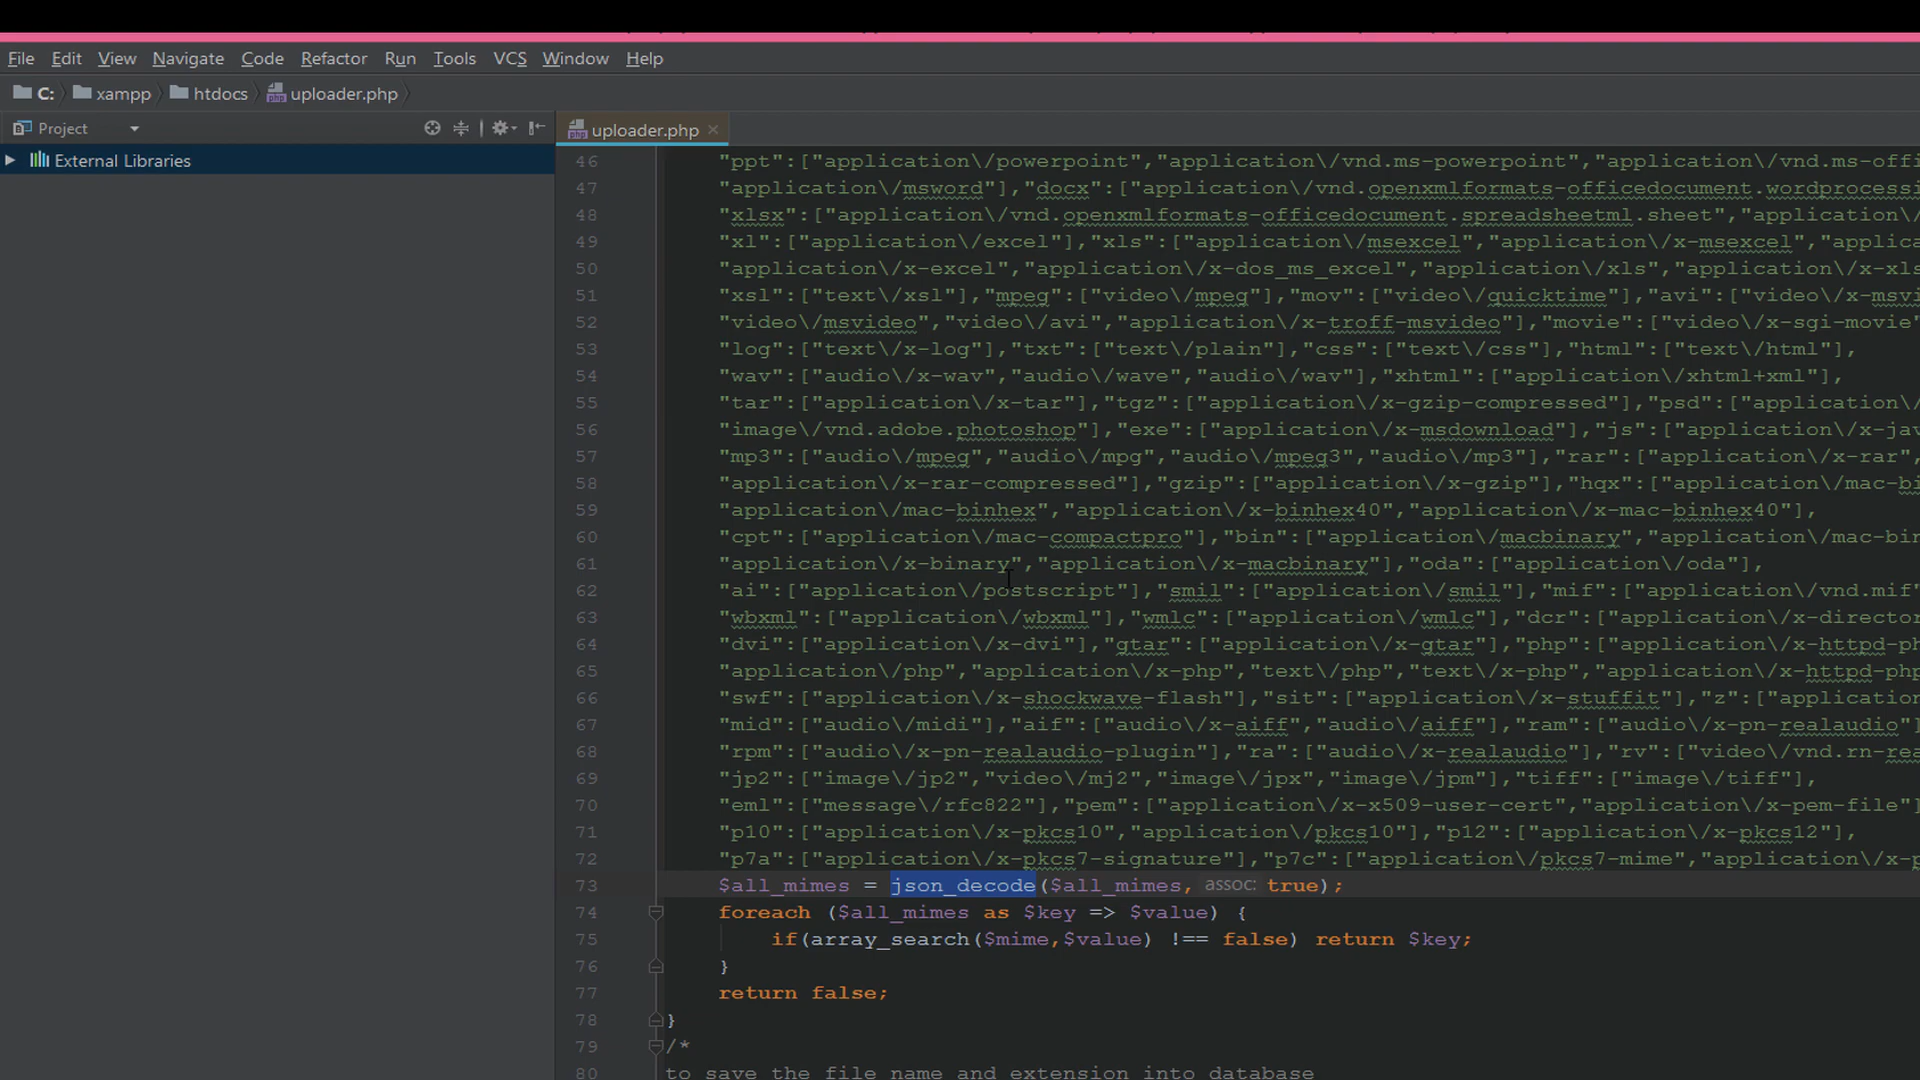 File Edit View Navigate Code Refactor Run Tools VCS Window Help
C: xampp htdocs uploader.php
Project
uploader.php
External Libraries
46 "ppt":["application\/powerpoint","application\/vnd.ms-powerpoint","application\/vnd.ms-offi
47 "application\/msword"],"docx":["application\/vnd.openxmlformats-officedocument.wordprocessi
48 "xlsx":["application\/vnd.openxmlformats-officedocument.spreadsheetml.sheet","application\/
49 "xl":["application\/excel"],"xls":["application\/msexcel","application\/x-msexcel","applica
50 "application\/x-excel","application\/x-dos_ms_excel","application\/xls","application\/x-xls
51 "xsl":["text\/xsl"],"mpeg":["video\/mpeg"],"mov":["video\/quicktime"],"avi":["video\/x-msvi
52 "video\/msvideo","video\/avi","application\/x-troff-msvideo"],"movie":["video\/x-sgi-movie"
53 "log":["text\/x-log"],"txt":["text\/plain"],"css":["text\/css"],"html":["text\/html"],
54 "wav":["audio\/x-wav","audio\/wave","audio\/wav"],"xhtml":["application\/xhtml+xml"],
55 "tar":["application\/x-tar"],"tgz":["application\/x-gzip-compressed"],"psd":["application\/
56 "image\/vnd.adobe.photoshop"],"exe":["application\/x-msdownload"],"js":["application\/x-jav
57 "mp3":["audio\/mpeg","audio\/mpg","audio\/mpeg3","audio\/mp3"],"rar":["application\/x-rar",
58 "application\/x-rar-compressed"],"gzip":["application\/x-gzip"],"hqx":["application\/mac-bi
59 "application\/mac-binhex","application\/x-binhex40","application\/x-mac-binhex40"],
60 "cpt":["application\/mac-compactpro"],"bin":["application\/macbinary","application\/mac-bin
61 "application\/x-binary","application\/x-macbinary"],"oda":["application\/oda"],
62 "ai":["application\/postscript"],"smil":["application\/smil"],"mif":["application\/vnd.mif"
63 "wbxml":["application\/wbxml"],"wmlc":["application\/wmlc"],"dcr":["application\/x-director
64 "dvi":["application\/x-dvi"],"gtar":["application\/x-gtar"],"php":["application\/x-httpd-ph
65 "application\/php","application\/x-php","text\/php","text\/x-php","application\/x-httpd-php
66 "swf":["application\/x-shockwave-flash"],"sit":["application\/x-stuffit"],"z":["application
67 "mid":["audio\/midi"],"aif":["audio\/x-aiff","audio\/aiff"],"ram":["audio\/x-pn-realaudio"]
68 "rpm":["audio\/x-pn-realaudio-plugin"],"ra":["audio\/x-realaudio"],"rv":["video\/vnd.rn-rea
69 "jp2":["image\/jp2","video\/mj2","image\/jpx","image\/jpm"],"tiff":["image\/tiff"],
70 "eml":["message\/rfc822"],"pem":["application\/x-x509-user-cert","application\/x-pem-file"]
71 "p10":["application\/x-pkcs10","application\/pkcs10"],"p12":["application\/x-pkcs12"],
72 "p7a":["application\/x-pkcs7-signature"],"p7c":["application\/pkcs7-mime","application\/x-p
73 $all_mimes = json_decode($all_mimes, assoc: true);
74 foreach ($all_mimes as $key => $value) {
75 if(array_search($mime,$value) !== false) return $key;
76 }
77 return false;
78 }
79 /*
80 to save the file name and extension into database